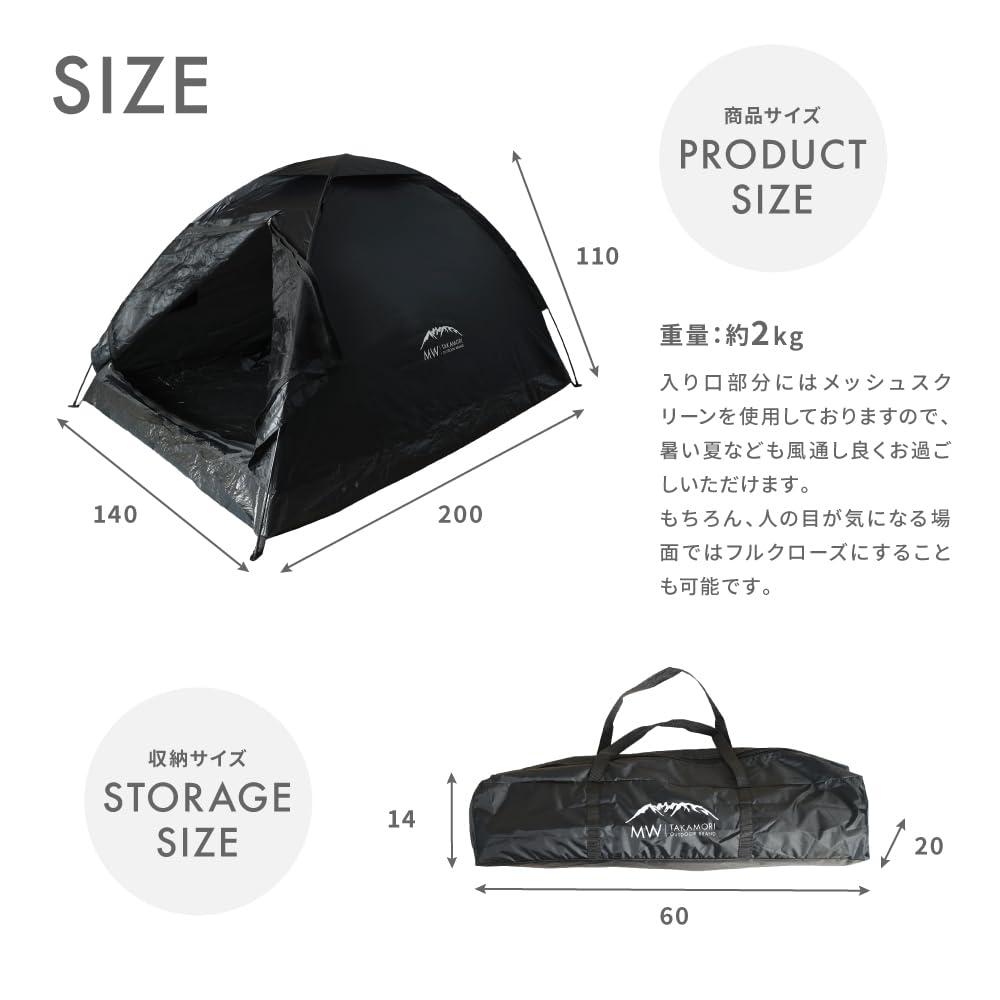 SIZE
商品サイズ
PRODUCT
SIZE
110
140
200
MW TAKAMORI
OUTDOOR BRAND
重量：約2kg
入り口部分にはメッシュスク
リーンを使用しておりますので、
暑い夏なども風通し良くお過ご
しいただけます。
もちろん、人の目が気になる場
面ではフルクローズにすること
も可能です。
収納サイズ
STORAGE
SIZE
14
MW TAKAMORI
OUTDOOR BRAND
20
60